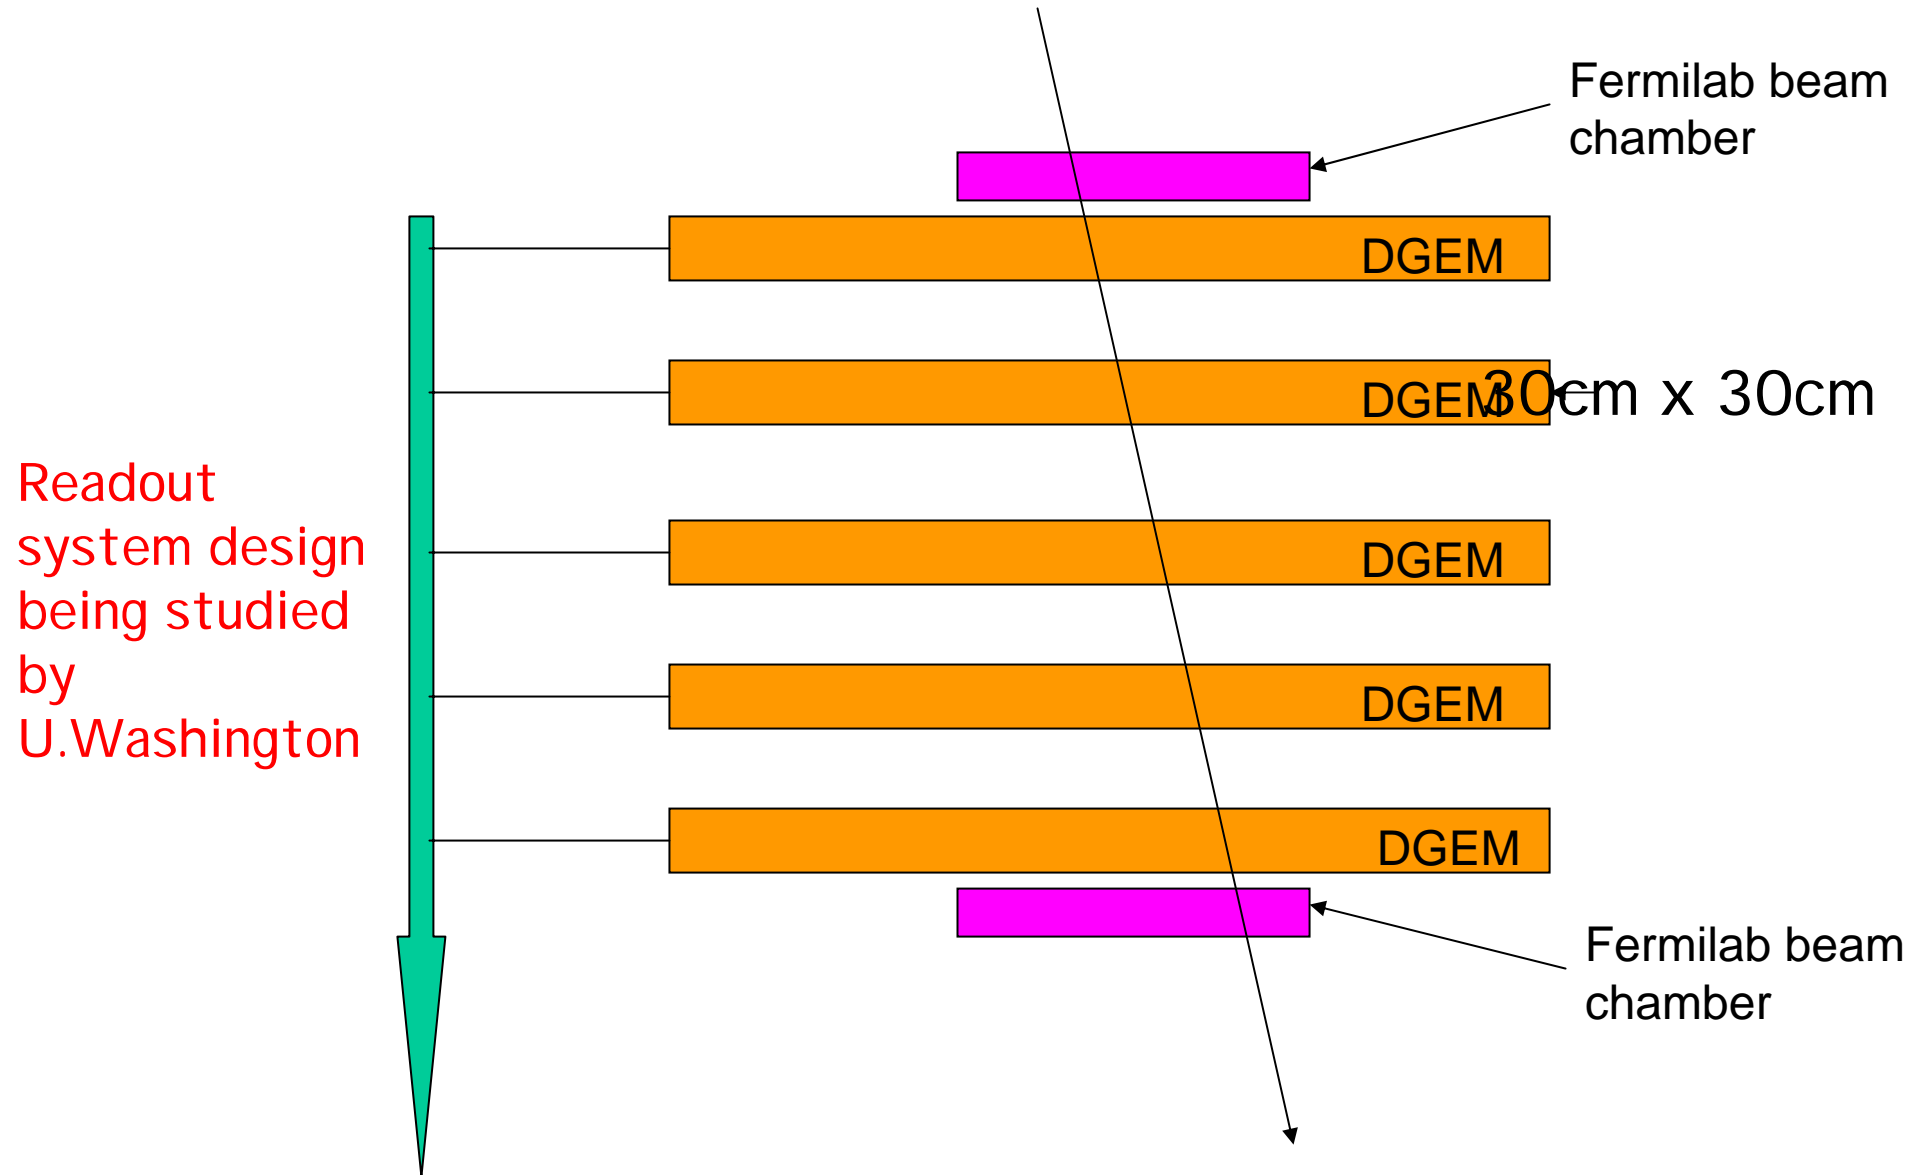 Fermilab beam
chamber
DGEM
DGEM
30cm x 30cm
Readout
system design
being studied
by
U.Washington
DGEM
DGEM
DGEM
Fermilab beam
chamber